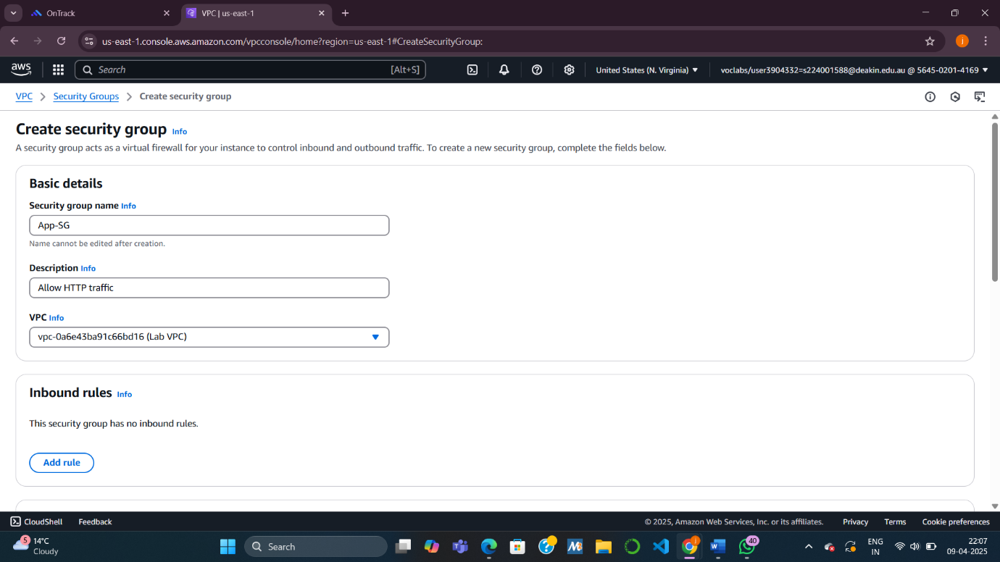 OnTrack
VPC | us-east-1
us-east-1.console.aws.amazon.com/vpcconsole/home?region=us-east-1#CreateSecurityGroup:
j
aws
Search
[Alt+S]
United States (N. Virginia)
voclabs/user3904332=s224001588@deakin.edu.au @ 5645-0201-4169
VPC > Security Groups > Create security group
Create security group Info
A security group acts as a virtual firewall for your instance to control inbound and outbound traffic. To create a new security group, complete the fields below.
Basic details
Security group name Info
App-SG
Name cannot be edited after creation.
Description Info
Allow HTTP traffic
VPC Info
vpc-0a6e43ba91c66bd16 (Lab VPC)
Inbound rules Info
This security group has no inbound rules.
Add rule
CloudShell
Feedback
© 2025, Amazon Web Services, Inc. or its affiliates.
Privacy
Terms
Cookie preferences
5
14°C
Cloudy
Search
j
40
ENG
IN
22:07
09-04-2025